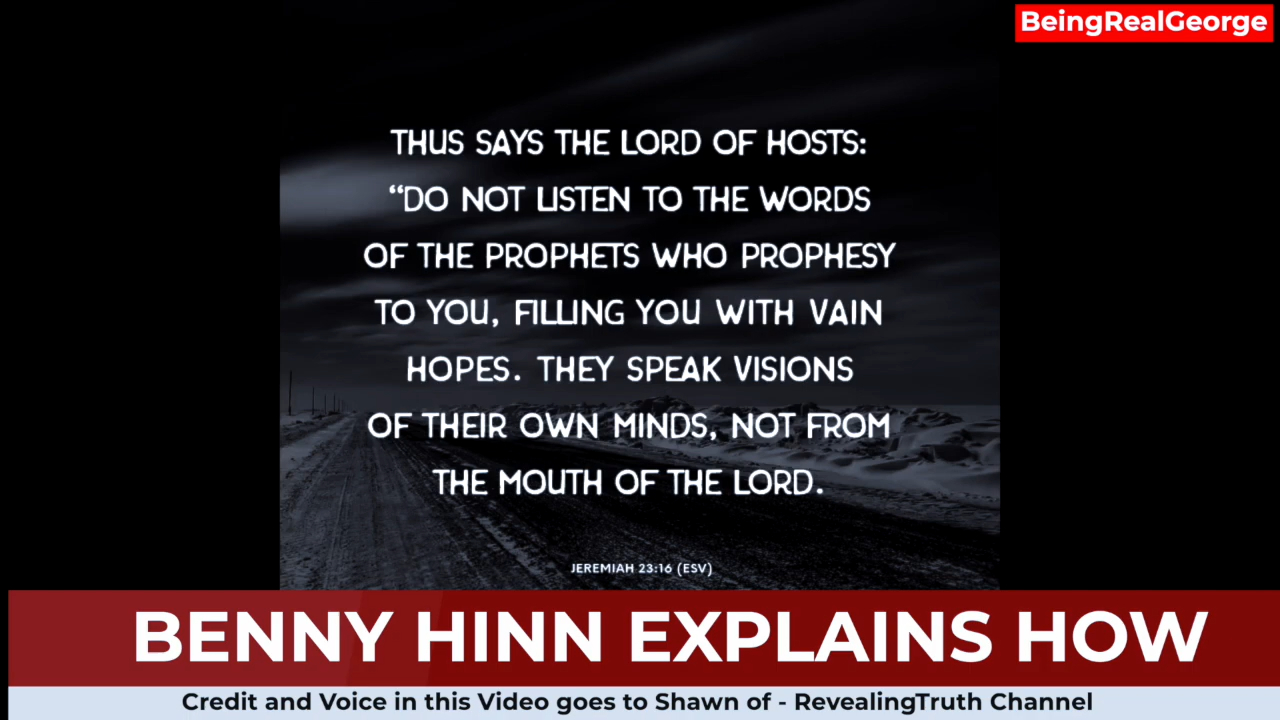 BeingRealGeorge
THUS SAYS THE LORD OF HOSTS:
“DO NOT LISTEN TO THE WORDS
OF THE PROPHETS WHO PROPHESY
TO YOU, FILLING YOU WITH VAIN
HOPES. THEY SPEAK VISIONS
OF THEIR OWN MINDS, NOT FROM
THE MOUTH OF THE LORD.
JEREMIAH 23:16 (ESV)
BENNY HINN EXPLAINS HOW
Credit and Voice in this Video goes to Shawn of - RevealingTruth Channel